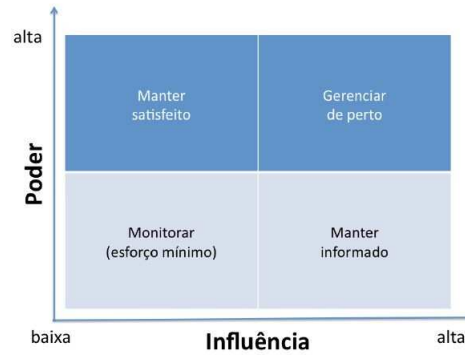 alta
Manter
satisfeito
Gerenciar
de perto
Poder
Monitorar
(esforço mínimo)
Manter
informado
baixa
Influência
alta